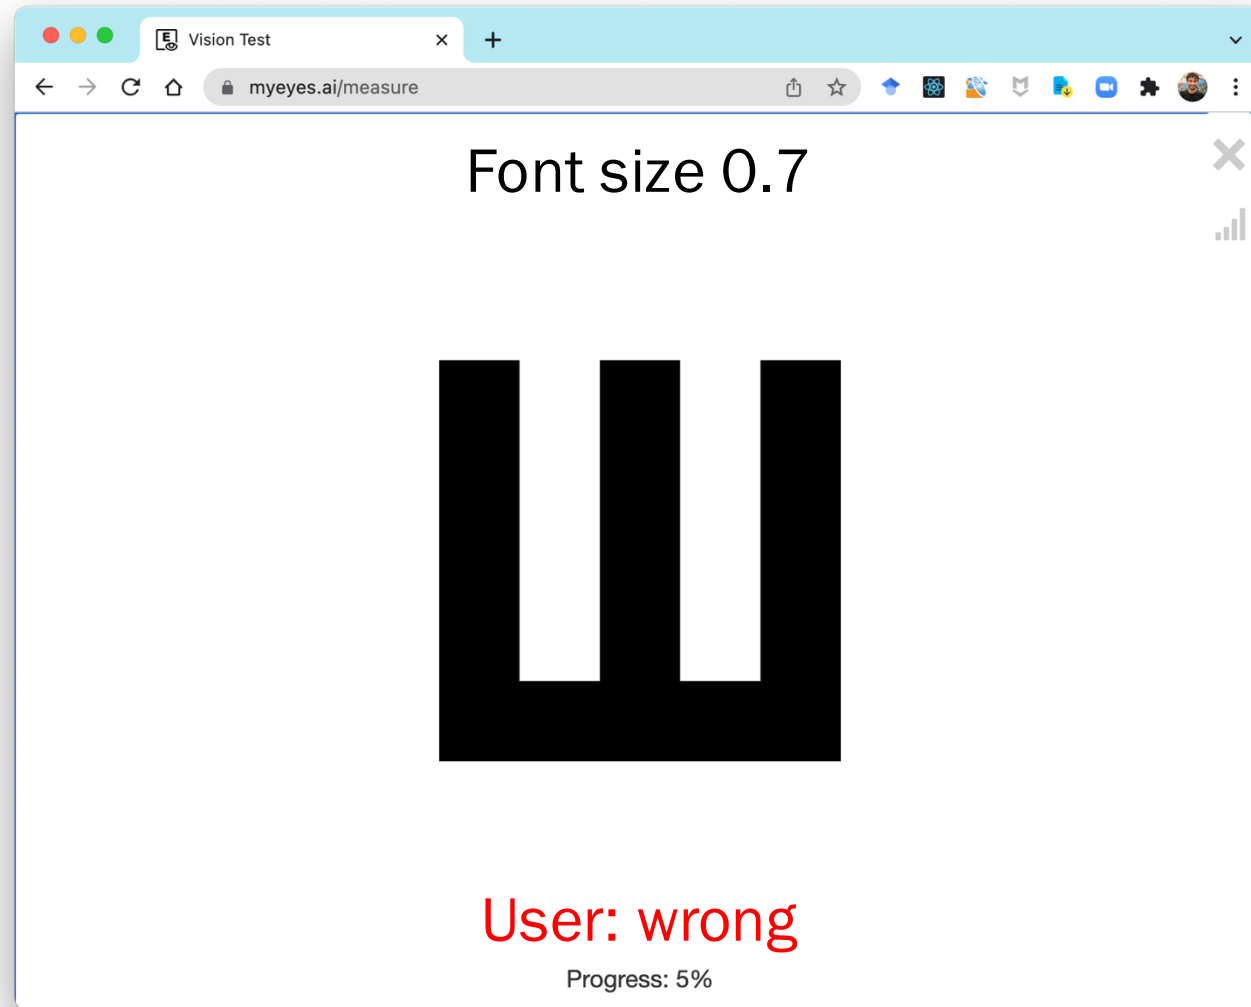 Vision Test
myeyes.ai/measure
Font size 0.7
E
User: wrong
Progress: 5%